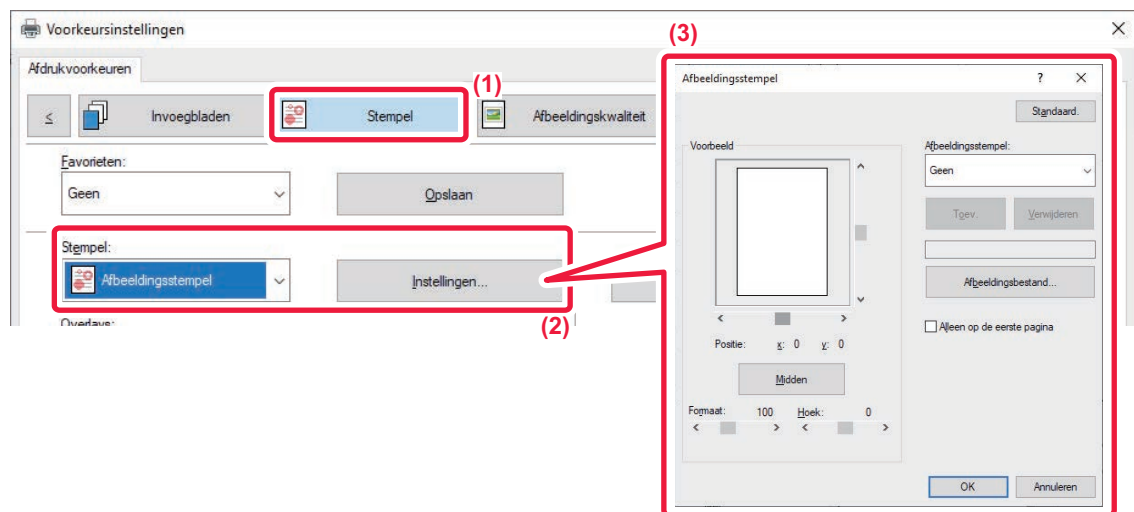 Voorkeursinstellingen
Afdrukvoorkeuren
(1)
< Invoegbladen Stempel Afbeeldingskwaliteit
Favorieten:
Geen Opslaan
Stempel:
Afbeeldingsstempel Instellingen...
Overlays:
(2)
(3)
Afbeeldingsstempel ?
Standaard.
Voorbeeld
Afbeeldingsstempel:
Geen
Toev. Verwijderen
Afbeeldingsbestand...
Alleen op de eerste pagina
Positie: x: 0 y: 0
Midden
Formaat: 100 Hoek: 0
OK Annuleren